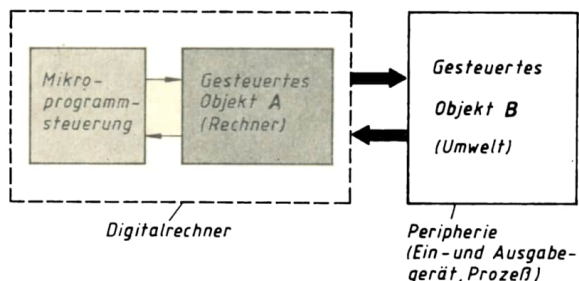 Mikro-
programm-
steuerung
Gesteuertes
Objekt A
(Rechner)
Gesteuertes
Objekt B
(Umwelt)
Digitalrechner
Peripherie
(Ein- und Ausgabe-
gerät, Prozeß)